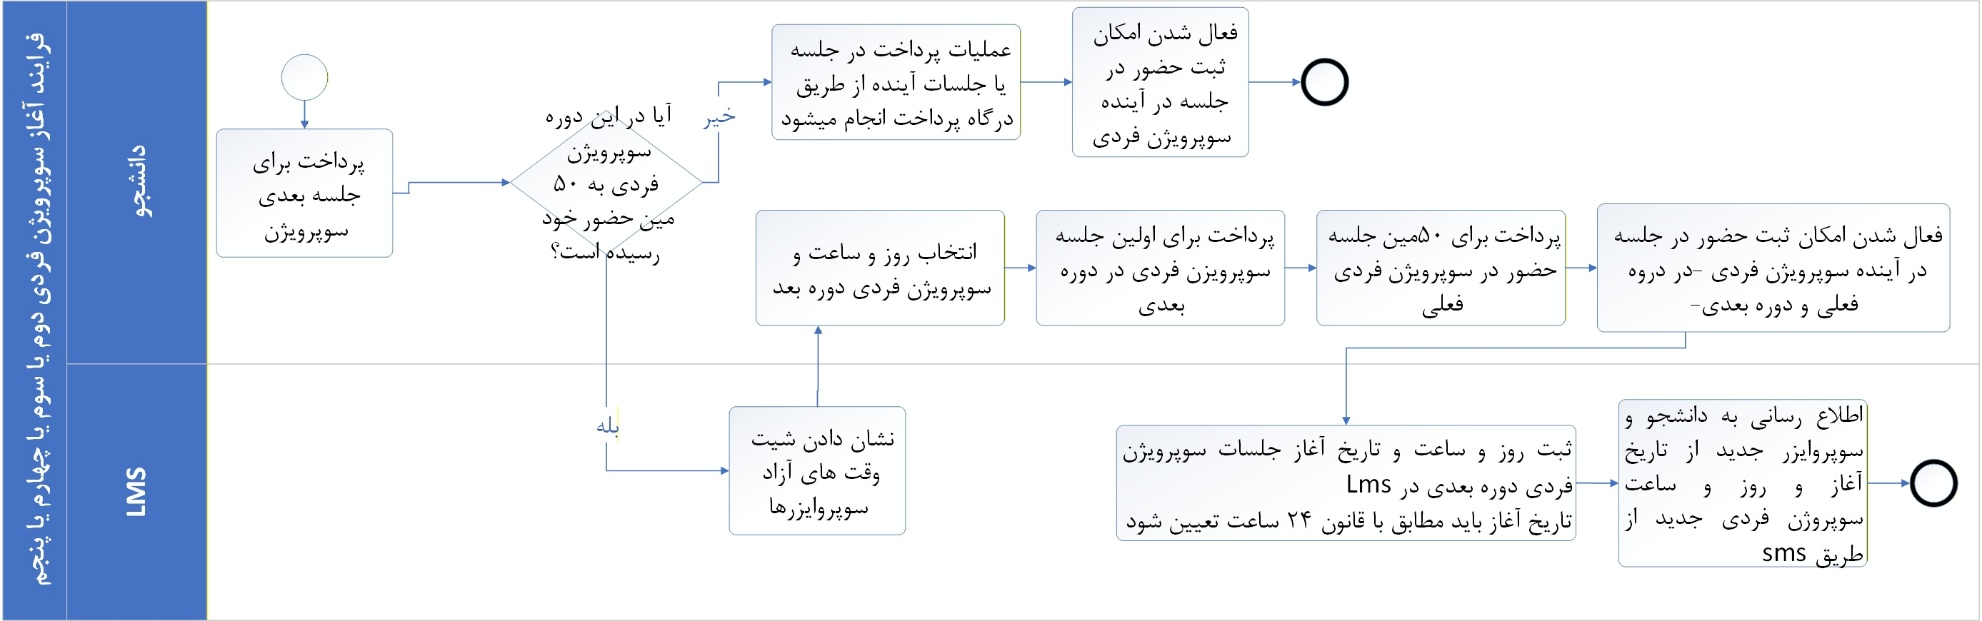 فرایند آغاز سوپرویژن فردی دوم یا سوم یا چهارم یا پنجم
دانشجو
پرداخت برای
جلسه بعدی
سوپرویژن
آیا در این دوره
سوپرویژن
فردی به ۵۰
مین حضور خود
رسیده است؟
خیر
عملیات پرداخت در جلسه
یا جلسات آینده از طریق
درگاه پرداخت انجام میشود
فعال شدن امکان
ثبت حضور در
جلسه در آینده
سوپرویژن فردی
انتخاب روز و ساعت و
سوپرویژن فردی دوره بعد
پرداخت برای اولین جلسه
سوپرویزن فردی در دوره
بعدی
پرداخت برای ۵۰مین جلسه
حضور در سوپرویژن فردی
فعلی
فعال شدن امکان ثبت حضور در جلسه
در آینده سوپرویژن فردی -در دروه
فعلی و دوره بعدی-
LMS
بله
نشان دادن شیت
وقت های آزاد
سوپروایزرها
ثبت روز و ساعت و تاریخ آغاز جلسات سوپرویژن
فردی دوره بعدی در Lms
تاریخ آغاز باید مطابق با قانون ۲۴ ساعت تعیین شود
اطلاع رسانی به دانشجو و
سوپروایزر جدید از تاریخ
آغاز و روز و ساعت
سوپروژن فردی جدید از
طریق sms